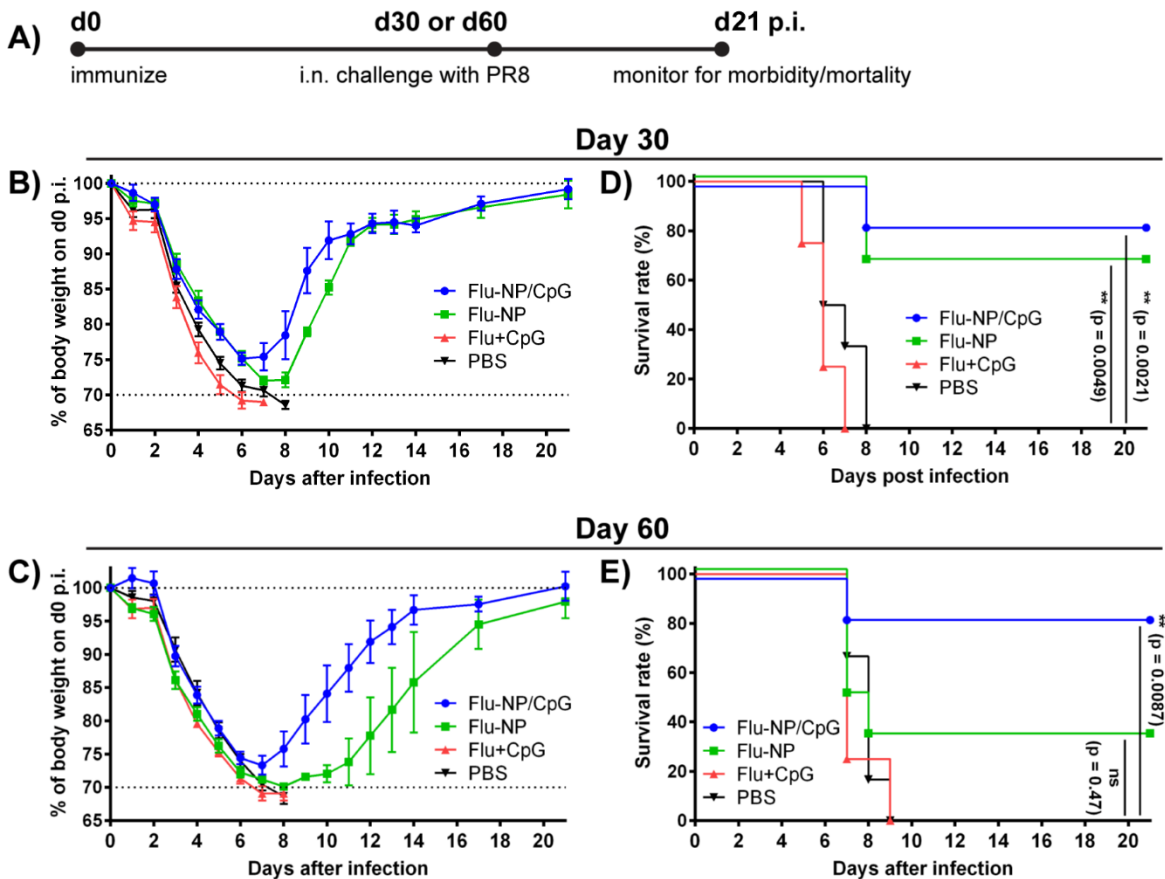 A)
d0
d30 or d60
d21 p.i.
immunize
i.n. challenge with PR8
monitor for morbidity/mortality
Day 30
B)
% of body weight on d0 p.i.
100
95
90
85
80
75
70
65
Flu-NP/CpG
Flu-NP
Flu+CpG
PBS
0 2 4 6 8 10 12 14 16 18 20
Days after infection
D)
Survival rate (%)
100
80
60
40
20
0
Flu-NP/CpG
Flu-NP
Flu+CpG
PBS
** (p = 0.0049)
** (p = 0.0021)
0 2 4 6 8 10 12 14 16 18 20
Days post infection
Day 60
C)
% of body weight on d0 p.i.
100
95
90
85
80
75
70
65
Flu-NP/CpG
Flu-NP
Flu+CpG
PBS
0 2 4 6 8 10 12 14 16 18 20
Days after infection
E)
Survival rate (%)
100
80
60
40
20
0
Flu-NP/CpG
Flu-NP
Flu+CpG
PBS
ns
(p = 0.47)
** (p = 0.0087)
0 2 4 6 8 10 12 14 16 18 20
Days after infection